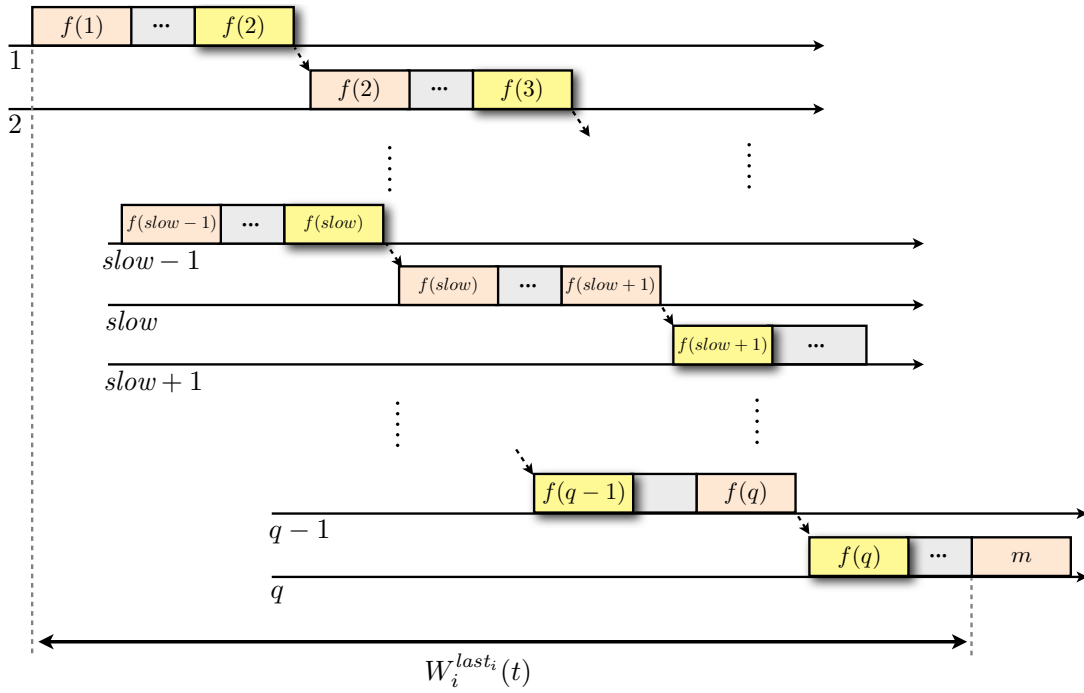 f(1) ... f(2)
1
f(2) ... f(3)
2
f(slow − 1) ... f(slow)
slow − 1
f(slow) ... f(slow+1)
slow
f(slow+1) ...
slow + 1
f(q − 1) f(q)
q − 1
f(q) ... m
q
W_i^{last_i}(t)